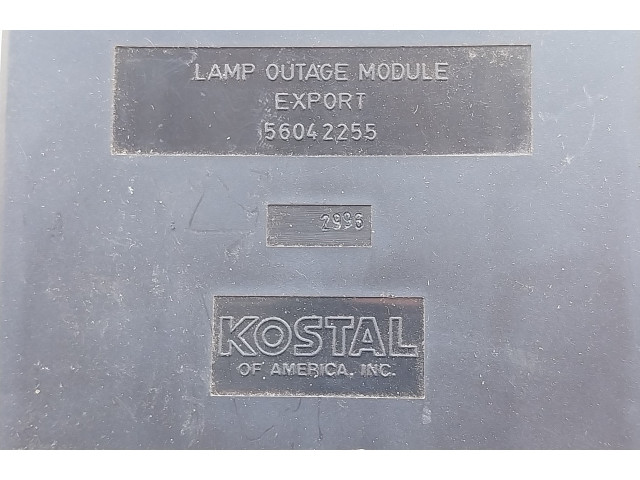 LAMP OUTAGE MODULE
EXPORT
56042255
2996
KOSTAL
OF AMERICA, INC.